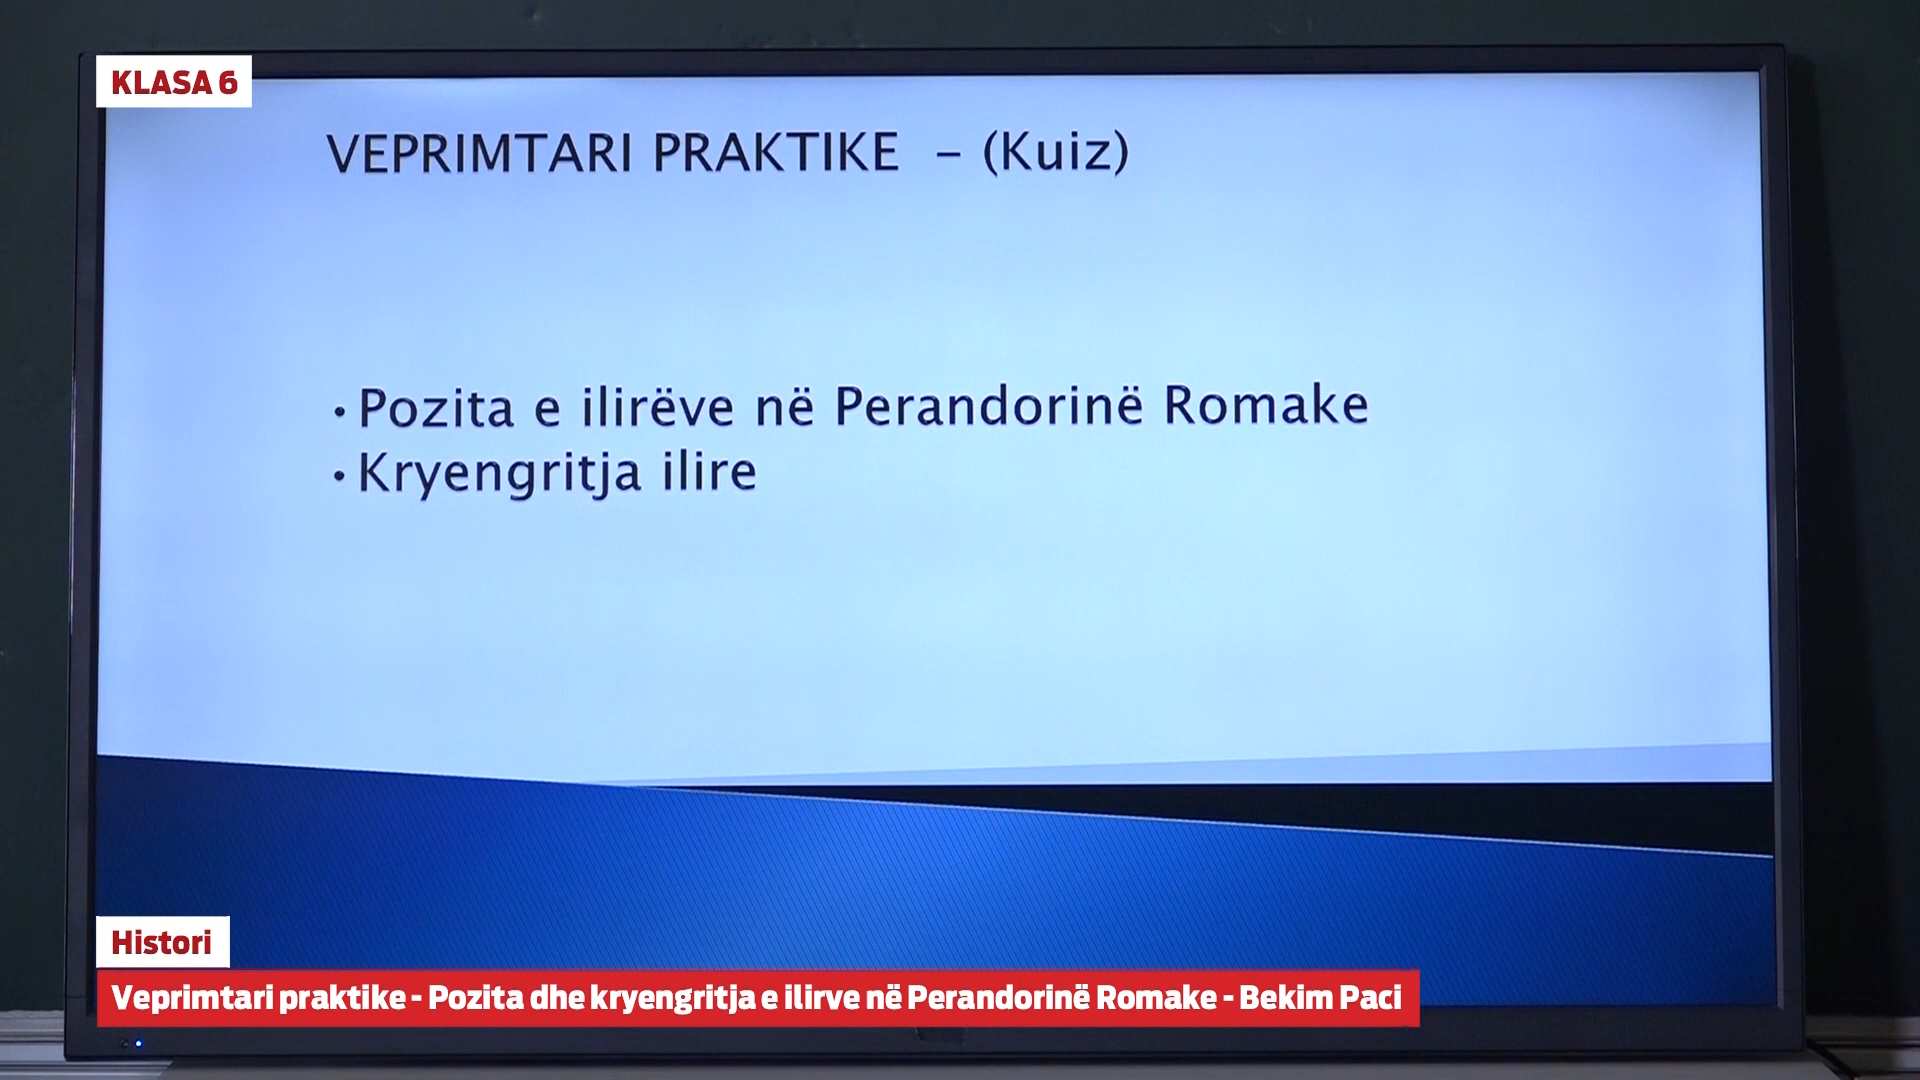 KLASA 6
VEPRIMTARI PRAKTIKE – (Kuiz)
• Pozita e ilirëve në Perandorinë Romake
• Kryengritja ilire
Histori
Veprimtari praktike - Pozita dhe kryengritja e ilirve në Perandorinë Romake - Bekim Paci